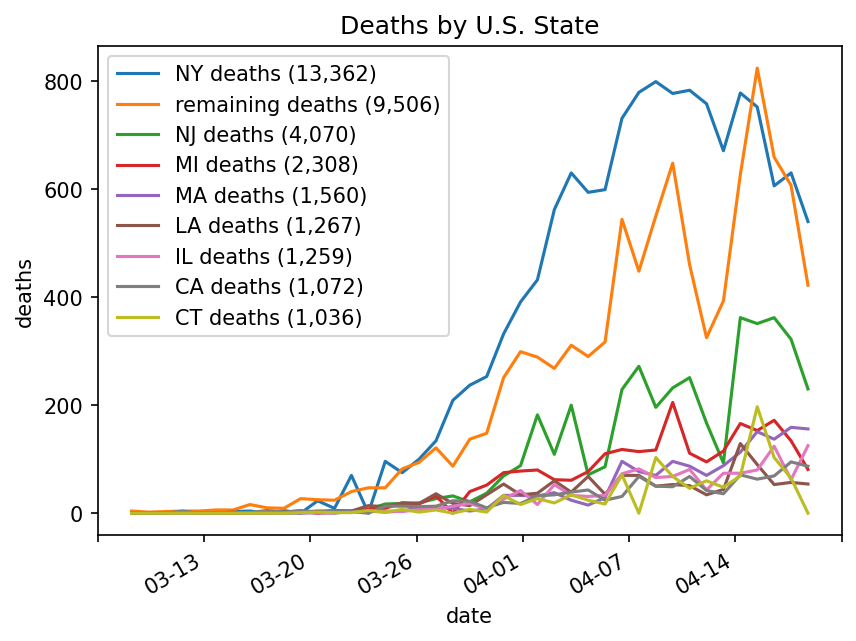 Deaths by U.S. State
NY deaths (13,362)
remaining deaths (9,506)
NJ deaths (4,070)
MI deaths (2,308)
MA deaths (1,560)
LA deaths (1,267)
IL deaths (1,259)
CA deaths (1,072)
CT deaths (1,036)
deaths
800
600
400
200
0
03-13
03-20
03-26
04-01
04-07
04-14
date